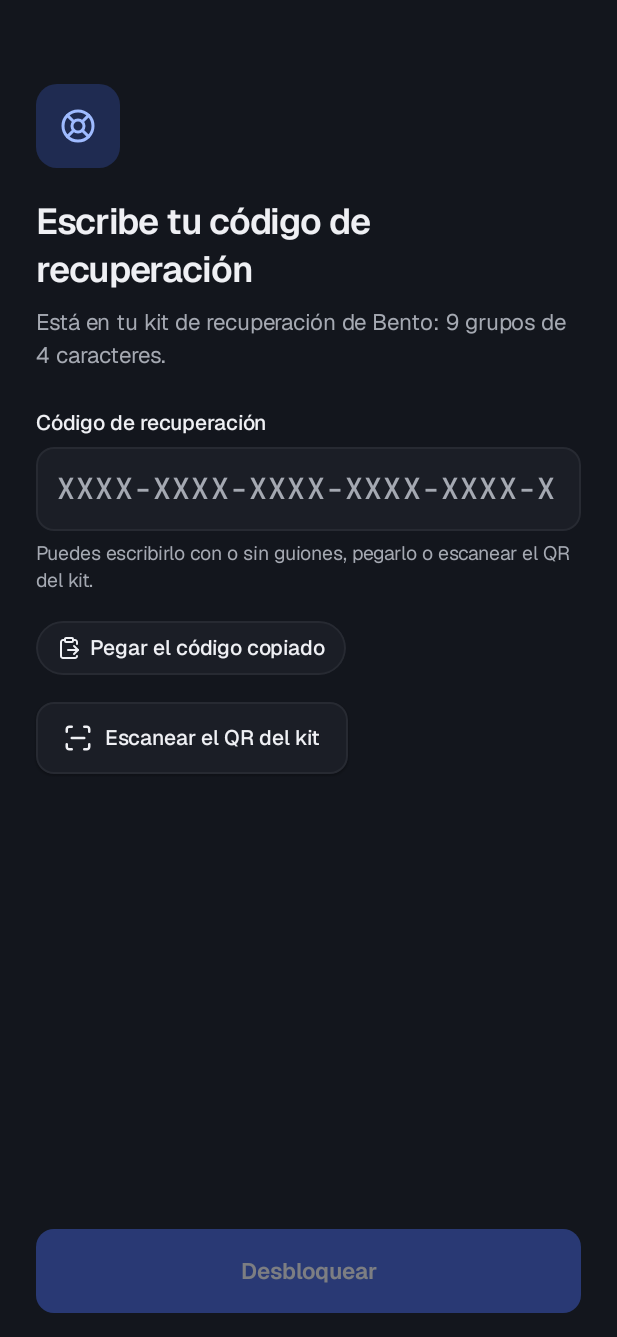 Escribe tu código de
recuperación
Está en tu kit de recuperación de Bento: 9 grupos de
4 caracteres.
Código de recuperación
XXXX-XXXX-XXXX-XXXX-XXXX-X
Puedes escribirlo con o sin guiones, pegarlo o escanear el QR
del kit.
Pegar el código copiado
Escanear el QR del kit
Desbloquear